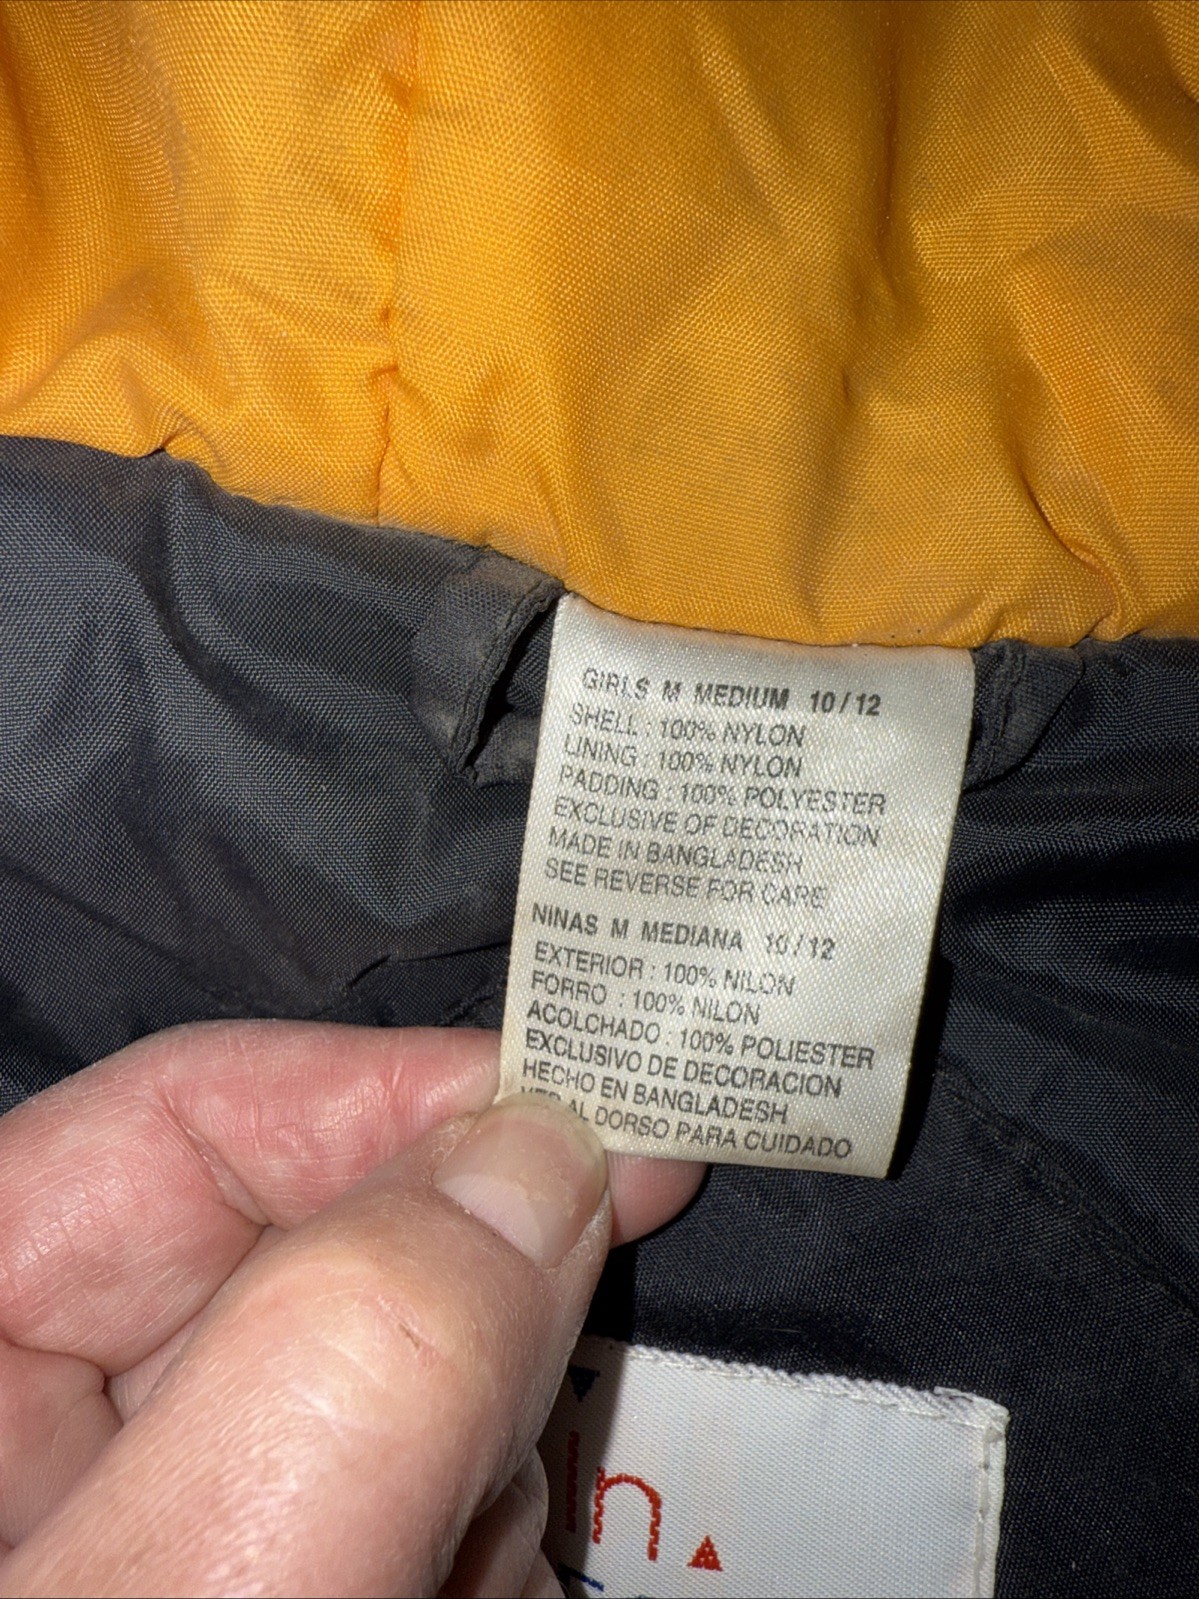 GIRLS M MEDIUM 10/12
SHELL : 100% NYLON
LINING : 100% NYLON
PADDING : 100% POLYESTER
EXCLUSIVE OF DECORATION
MADE IN BANGLADESH
SEE REVERSE FOR CARE
NINAS M MEDIANA 10/12
EXTERIOR : 100% NILON
FORRO : 100% NILON
ACOLCHADO : 100% POLIESTER
EXCLUSIVO DE DECORACION
HECHO EN BANGLADESH
AL DORSO PARA CUIDADO
n